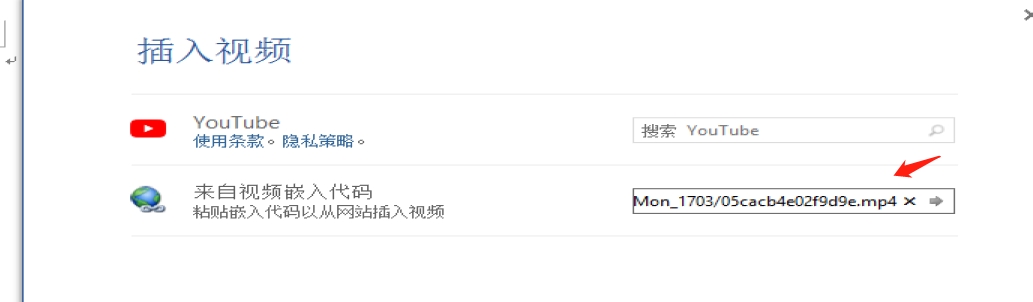 插入视频
YouTube
使用条款。隐私策略。
搜索 YouTube
来自视频嵌入代码
粘贴嵌入代码以从网站插入视频
Mon_1703/05cacb4e02f9d9e.mp4